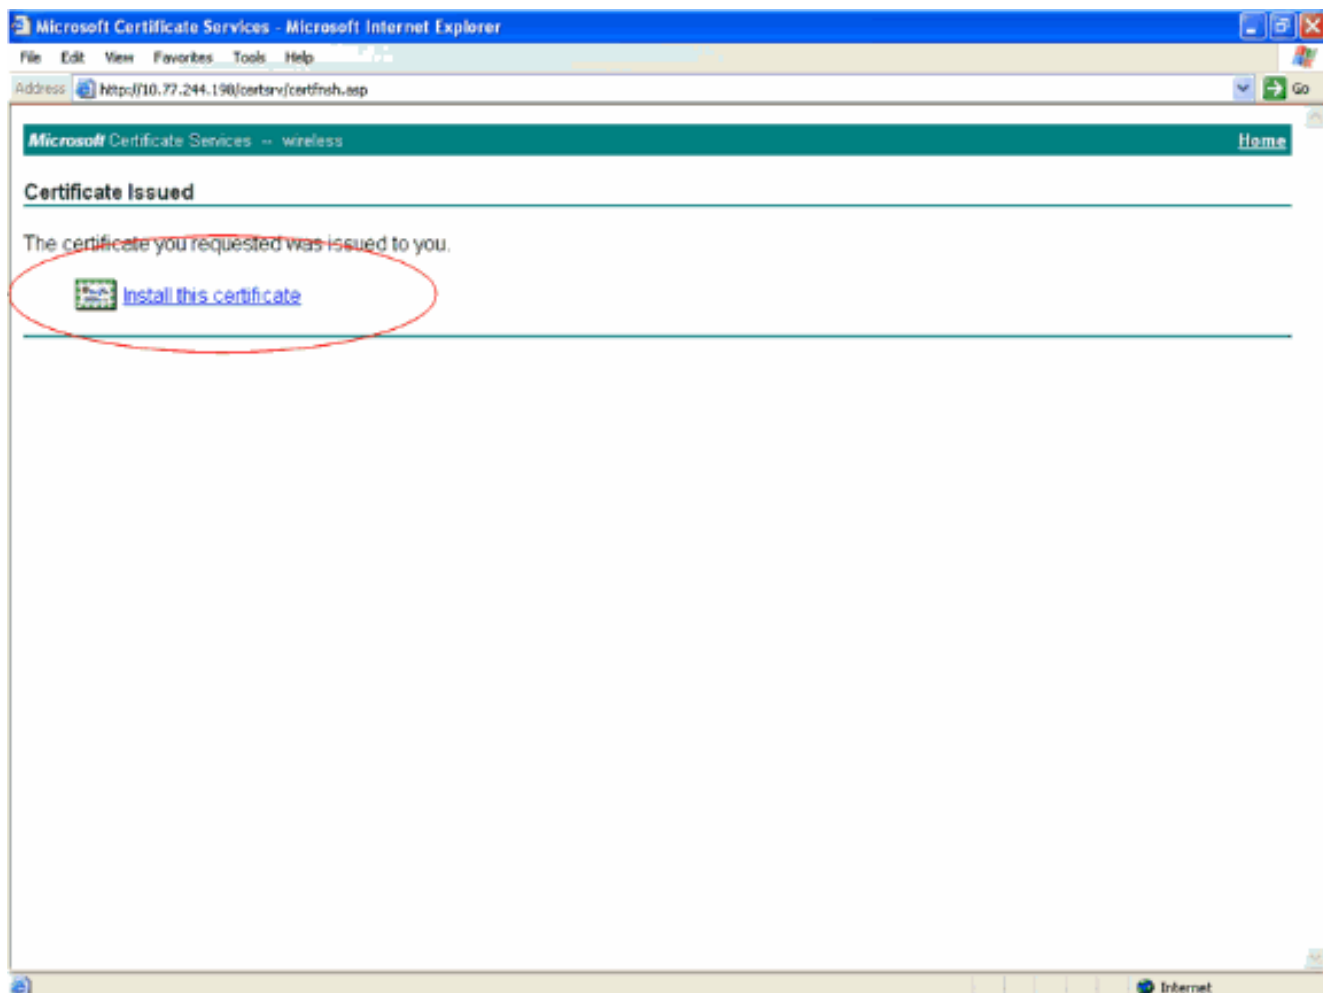 Microsoft Certificate Services - Microsoft Internet Explorer
File Edit View Favorites Tools Help
Address http://10.77.244.198/certsrv/certfnsh.asp Go
Microsoft Certificate Services -- wireless Home
Certificate Issued
The certificate you requested was issued to you.
Install this certificate
Internet